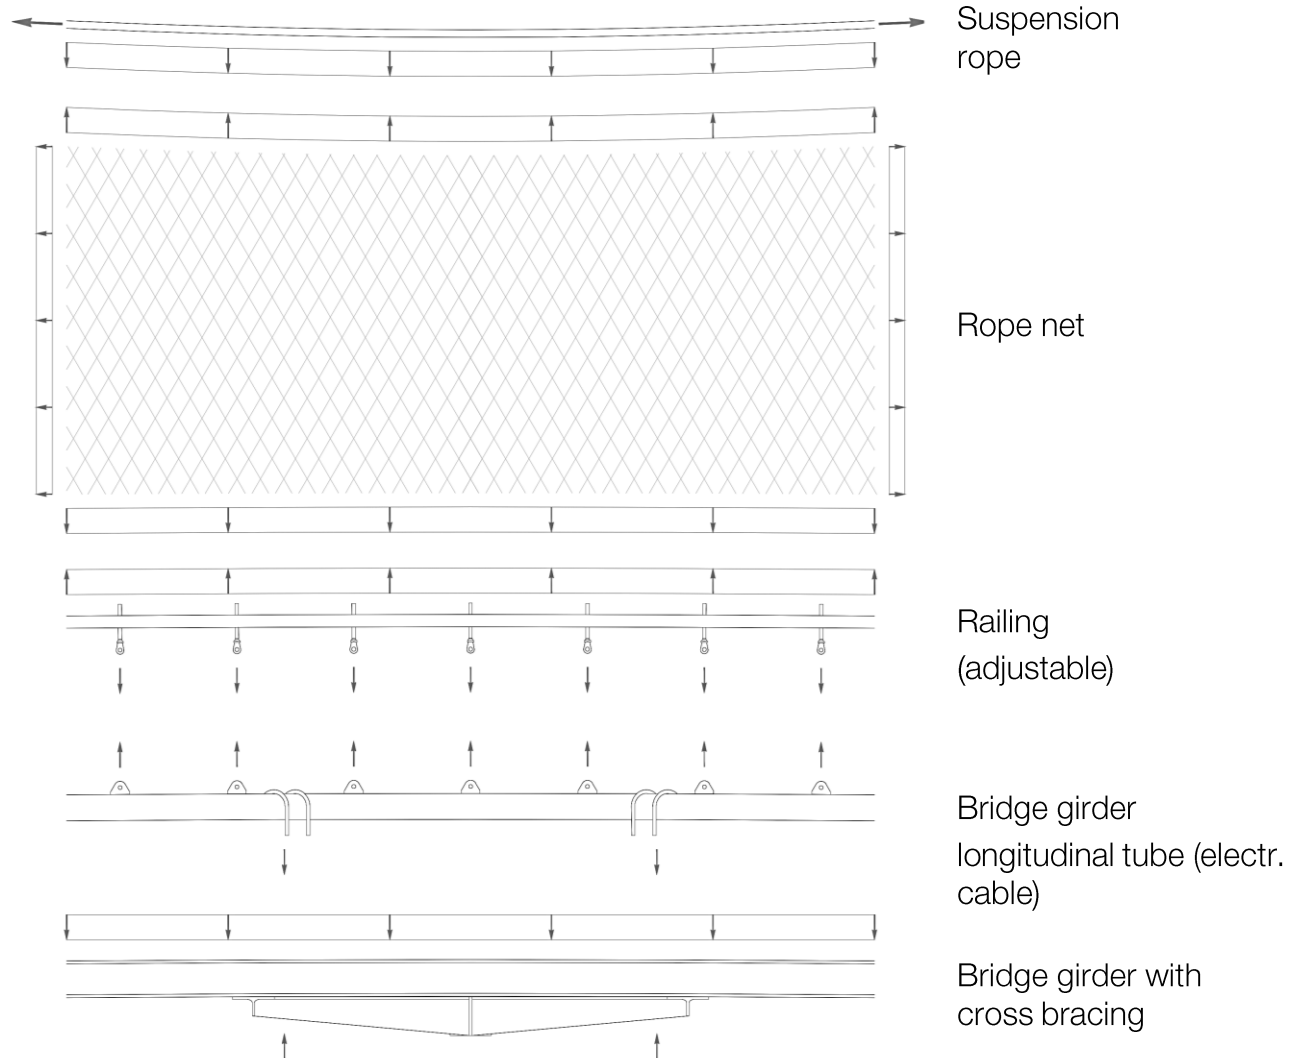 Suspension
rope
Rope net
Railing
(adjustable)
Bridge girder
longitudinal tube (electr.
cable)
Bridge girder with
cross bracing